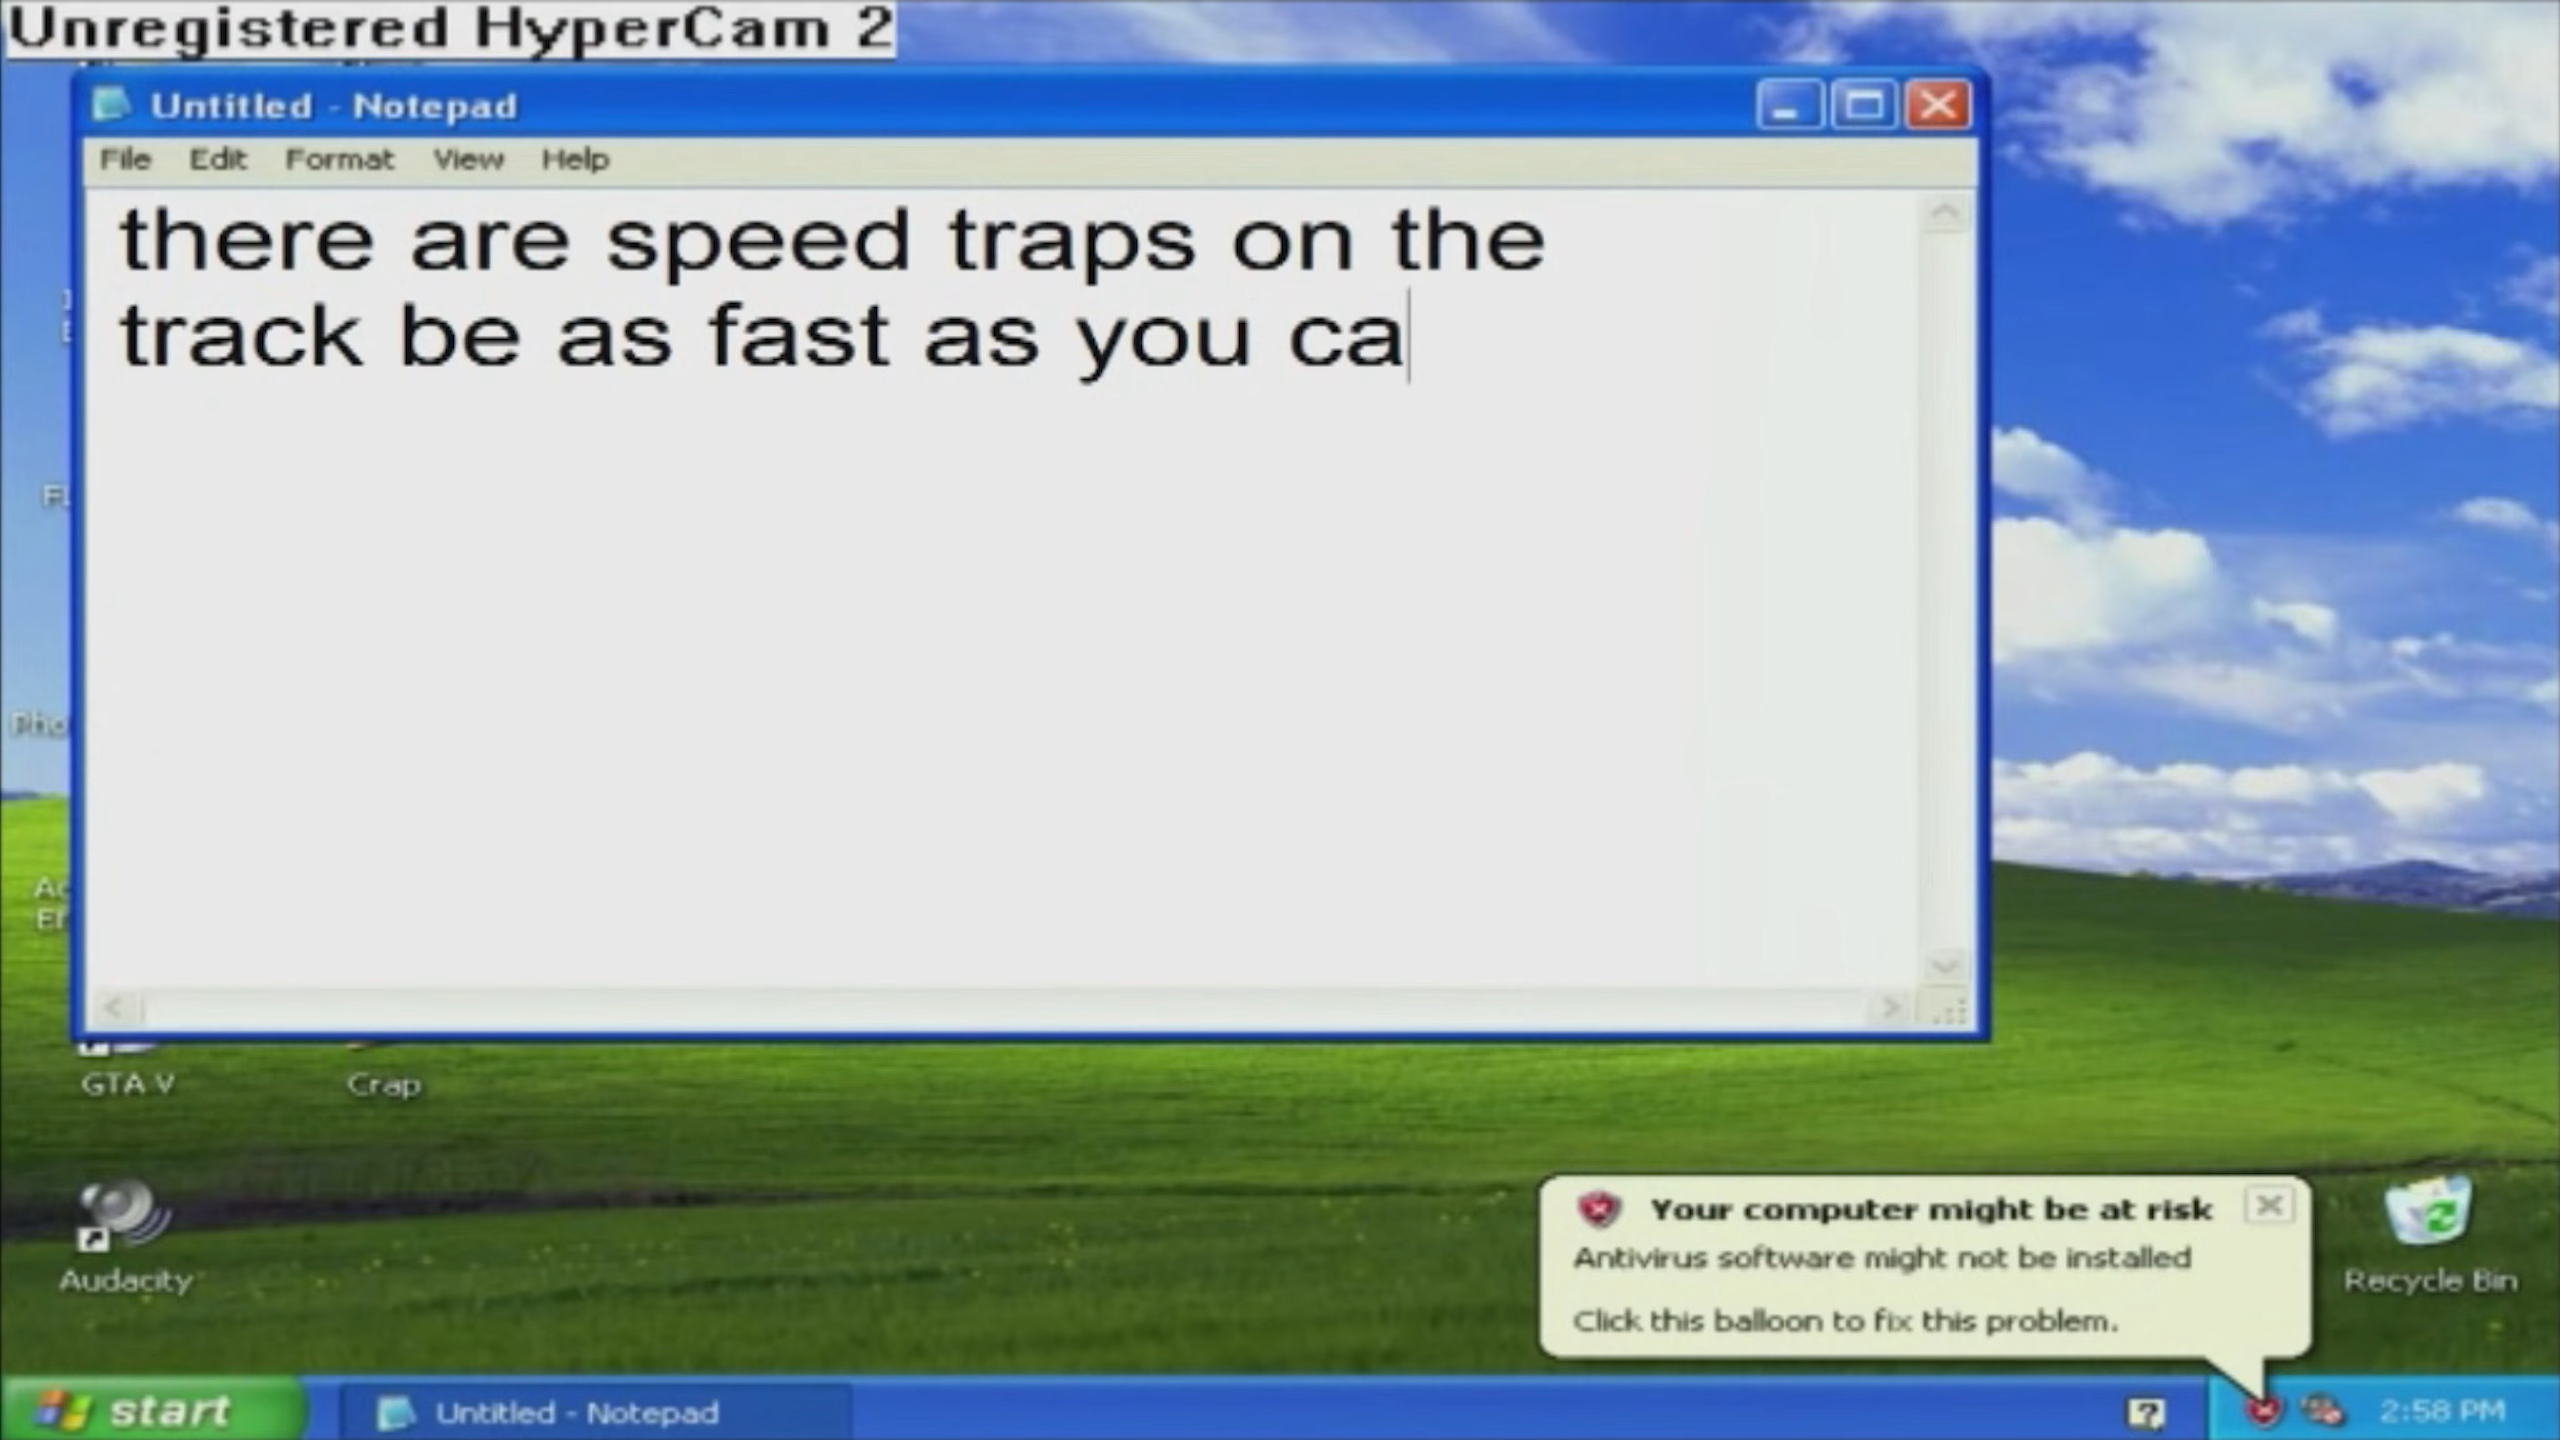 Unregistered HyperCam 2
Untitled - Notepad
File Edit Format View Help
there are speed traps on the
track be as fast as you ca
GTA V
Crap
Audacity
Your computer might be at risk
Antivirus software might not be installed
Click this balloon to fix this problem.
Recycle Bin
start
Untitled - Notepad
2:58 PM